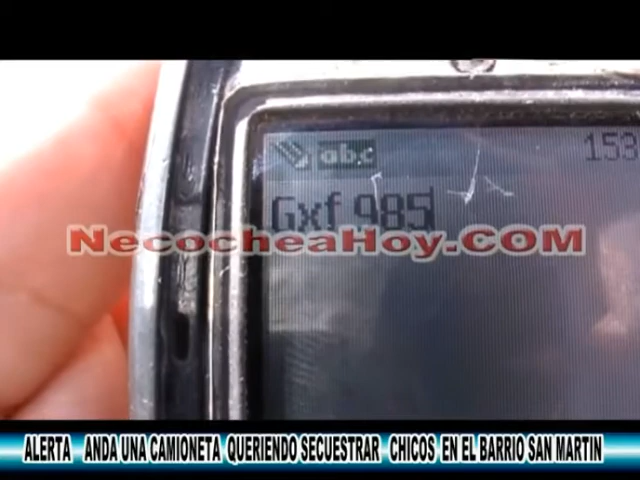 abc 153
Gxf 985
NecocheaHoy.COM
ALERTA ANDA UNA CAMIONETA QUERIENDO SECUESTRAR CHICOS EN EL BARRIO SAN MARTIN